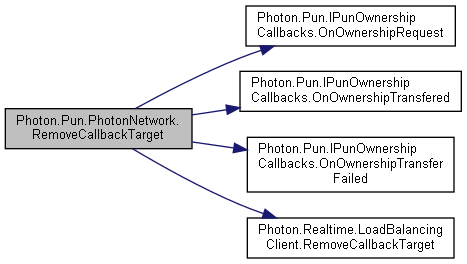 Photon.Pun.IPunOwnership
Callbacks.OnOwnershipRequest
Photon.Pun.IPunOwnership
Callbacks.OnOwnershipTransfered
Photon.Pun.PhotonNetwork.
RemoveCallbackTarget
Photon.Pun.IPunOwnership
Callbacks.OnOwnershipTransfer
Failed
Photon.Realtime.LoadBalancing
Client.RemoveCallbackTarget